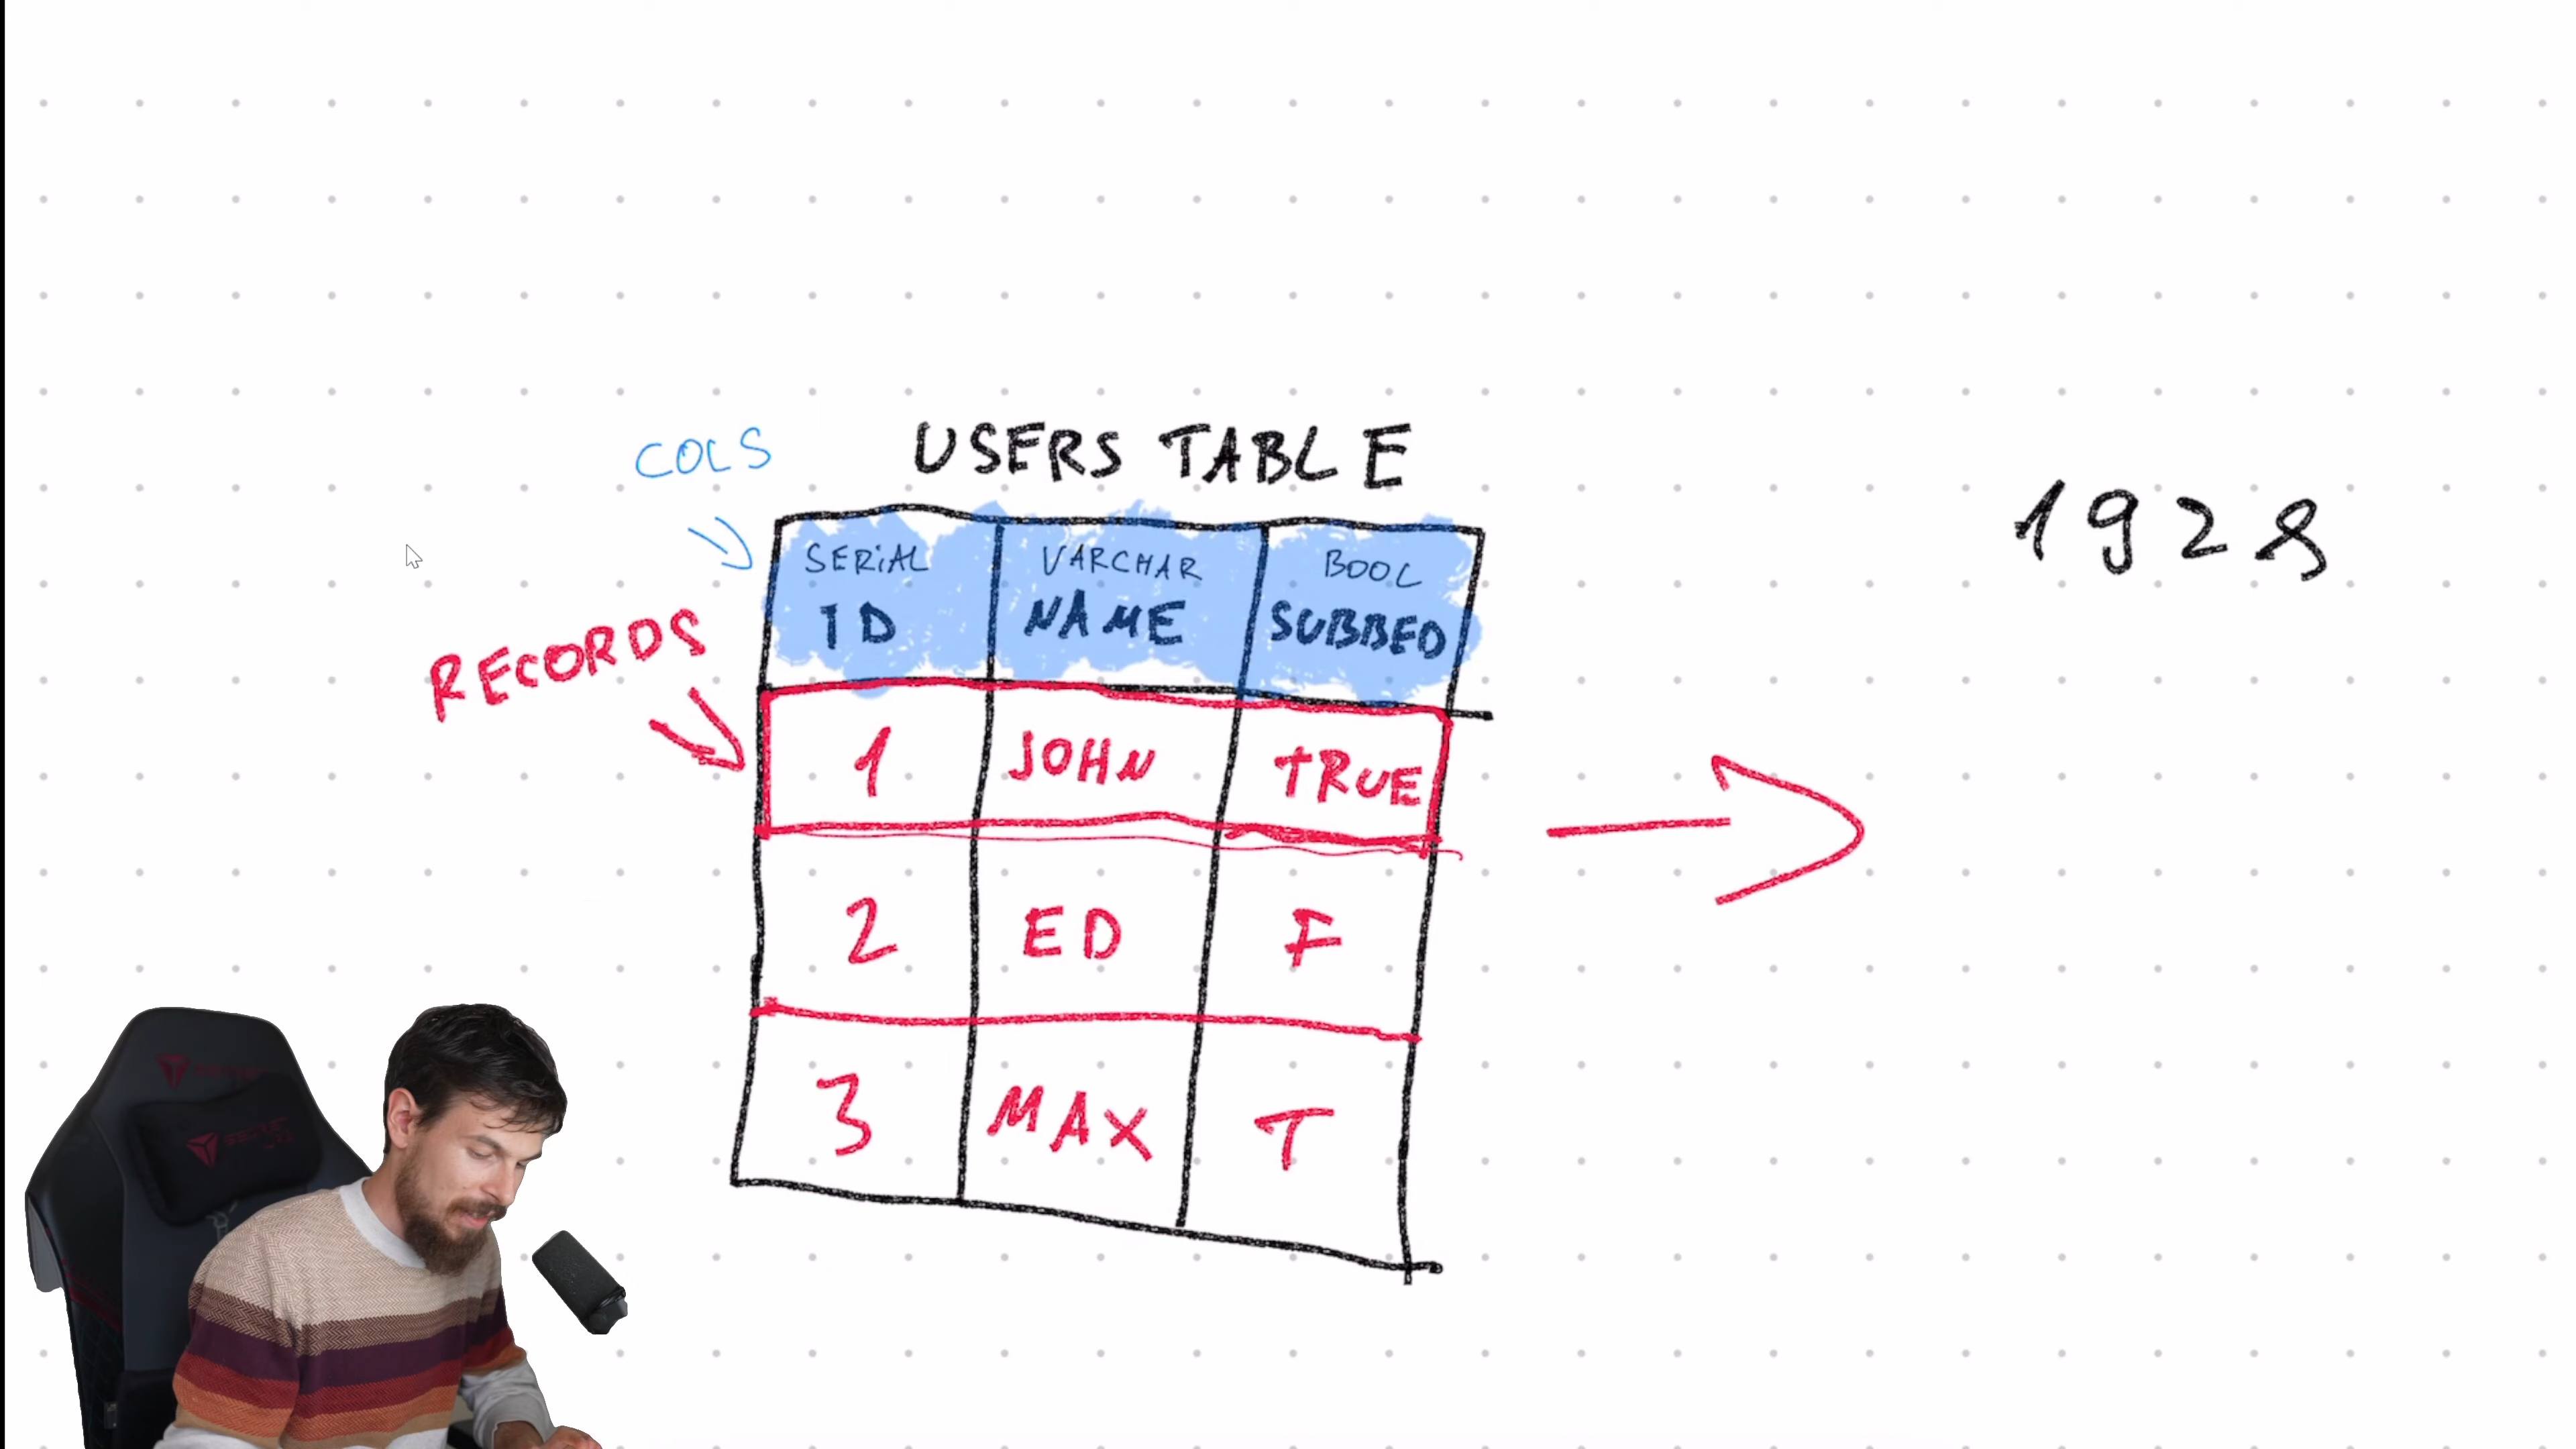 COLS
USERS TABLE
RECORDS
SERIAL VARCHAR BOOL
ID NAME SUBBED
1 JOHN TRUE
2 ED F
3 MAX T
1928